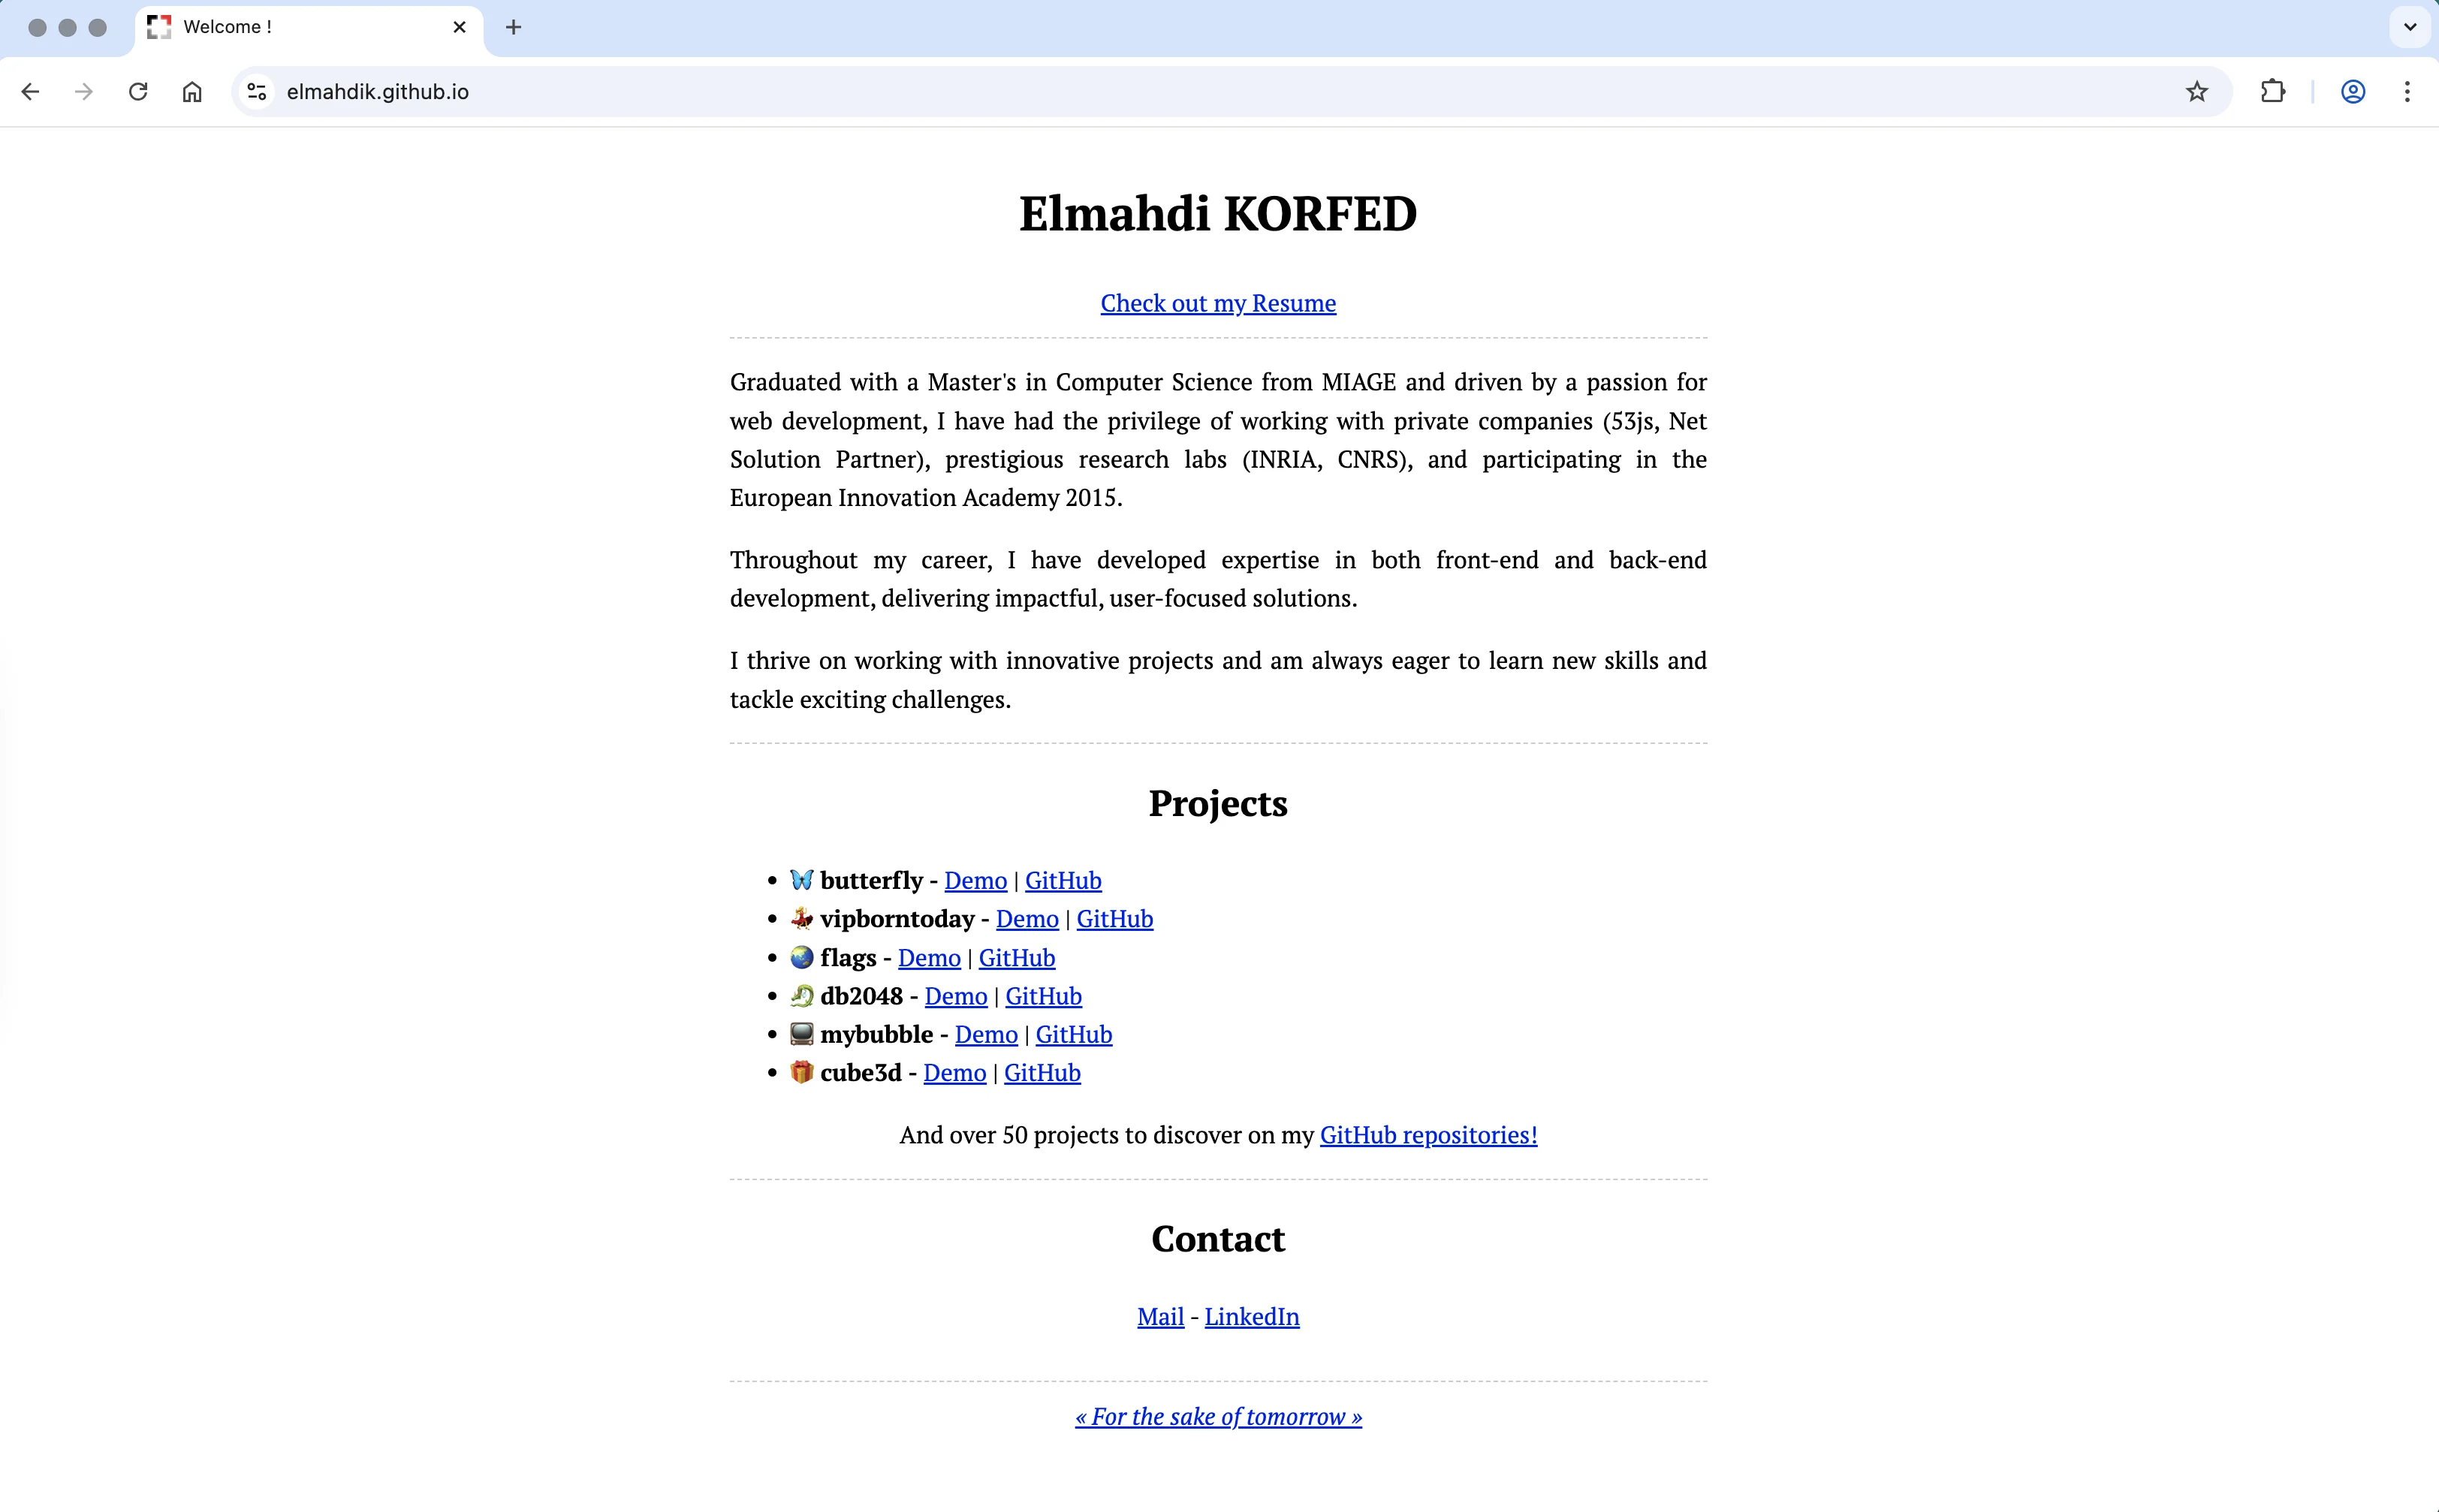 Welcome !
elmahdik.github.io
Elmahdi KORFED
Check out my Resume
Graduated with a Master's in Computer Science from MIAGE and driven by a passion for
web development, I have had the privilege of working with private companies (53js, Net
Solution Partner), prestigious research labs (INRIA, CNRS), and participating in the
European Innovation Academy 2015.
Throughout my career, I have developed expertise in both front-end and back-end
development, delivering impactful, user-focused solutions.
I thrive on working with innovative projects and am always eager to learn new skills and
tackle exciting challenges.
Projects
• 🦋 butterfly - Demo | GitHub
• 💃 vipborntoday - Demo | GitHub
• 🌏 flags - Demo | GitHub
• 🐉 db2048 - Demo | GitHub
• 📺 mybubble - Demo | GitHub
• 🎁 cube3d - Demo | GitHub
And over 50 projects to discover on my GitHub repositories!
Contact
Mail - LinkedIn
« For the sake of tomorrow »